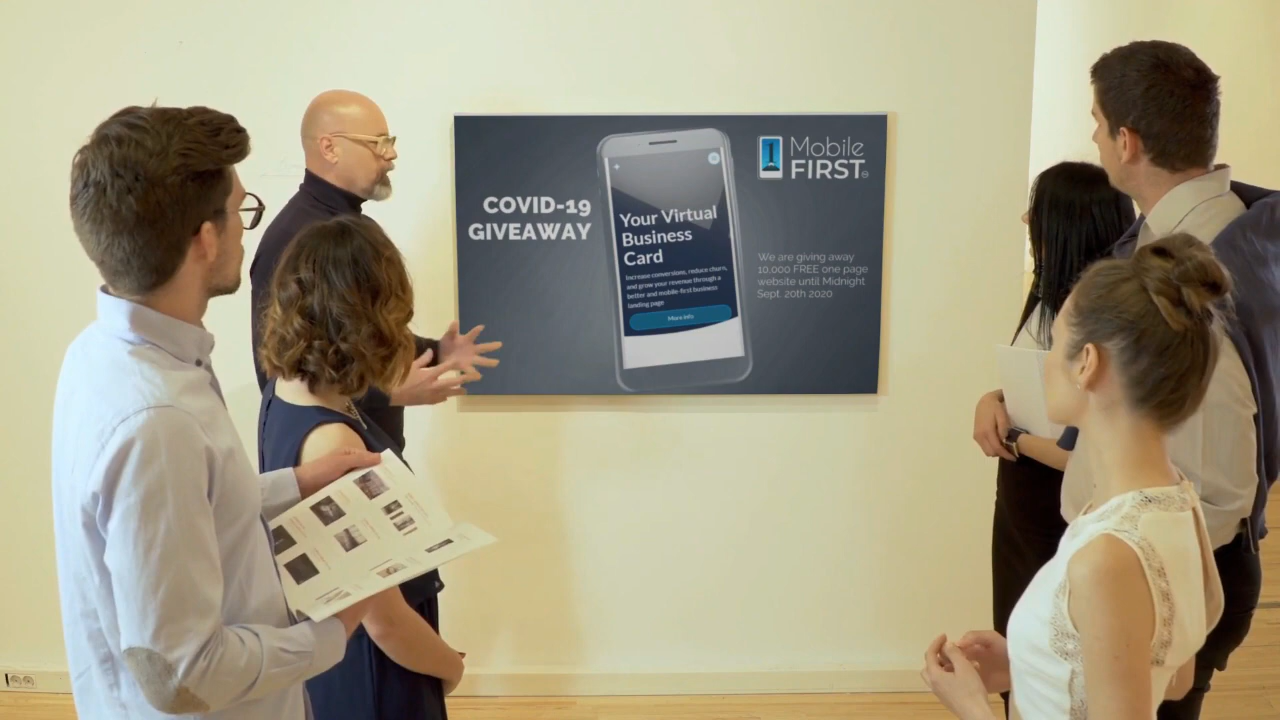 COVID-19
GIVEAWAY
Your Virtual
Business
Card
Increase conversions, reduce churn,
and grow your revenue through a
better and mobile-first business
landing page
More Info
1
Mobile
FIRST
We are giving away
10,000 FREE one page
website until Midnight
Sept. 20th 2020